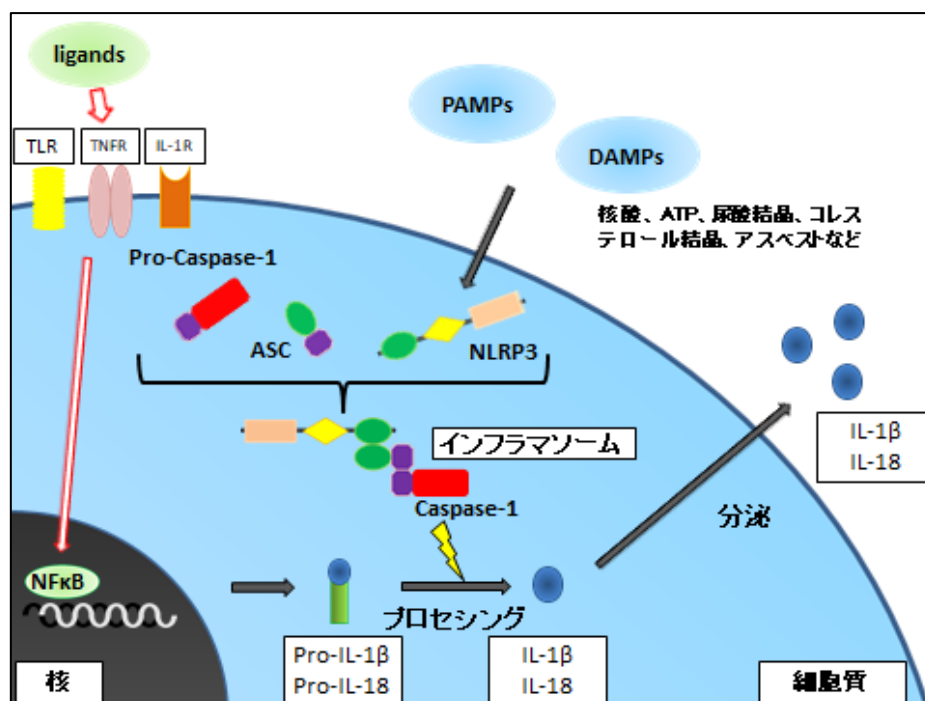 ligands
TLR
TNFR
IL-1R
PAMPs
DAMPs
核酸、ATP、尿酸結晶、コレス
テロール結晶、アスベストなど
Pro-Caspase-1
ASC
NLRP3
インフラマソーム
Caspase-1
IL-1β
IL-18
分泌
NFκB
プロセシング
Pro-IL-1β
Pro-IL-18
IL-1β
IL-18
核
細胞質